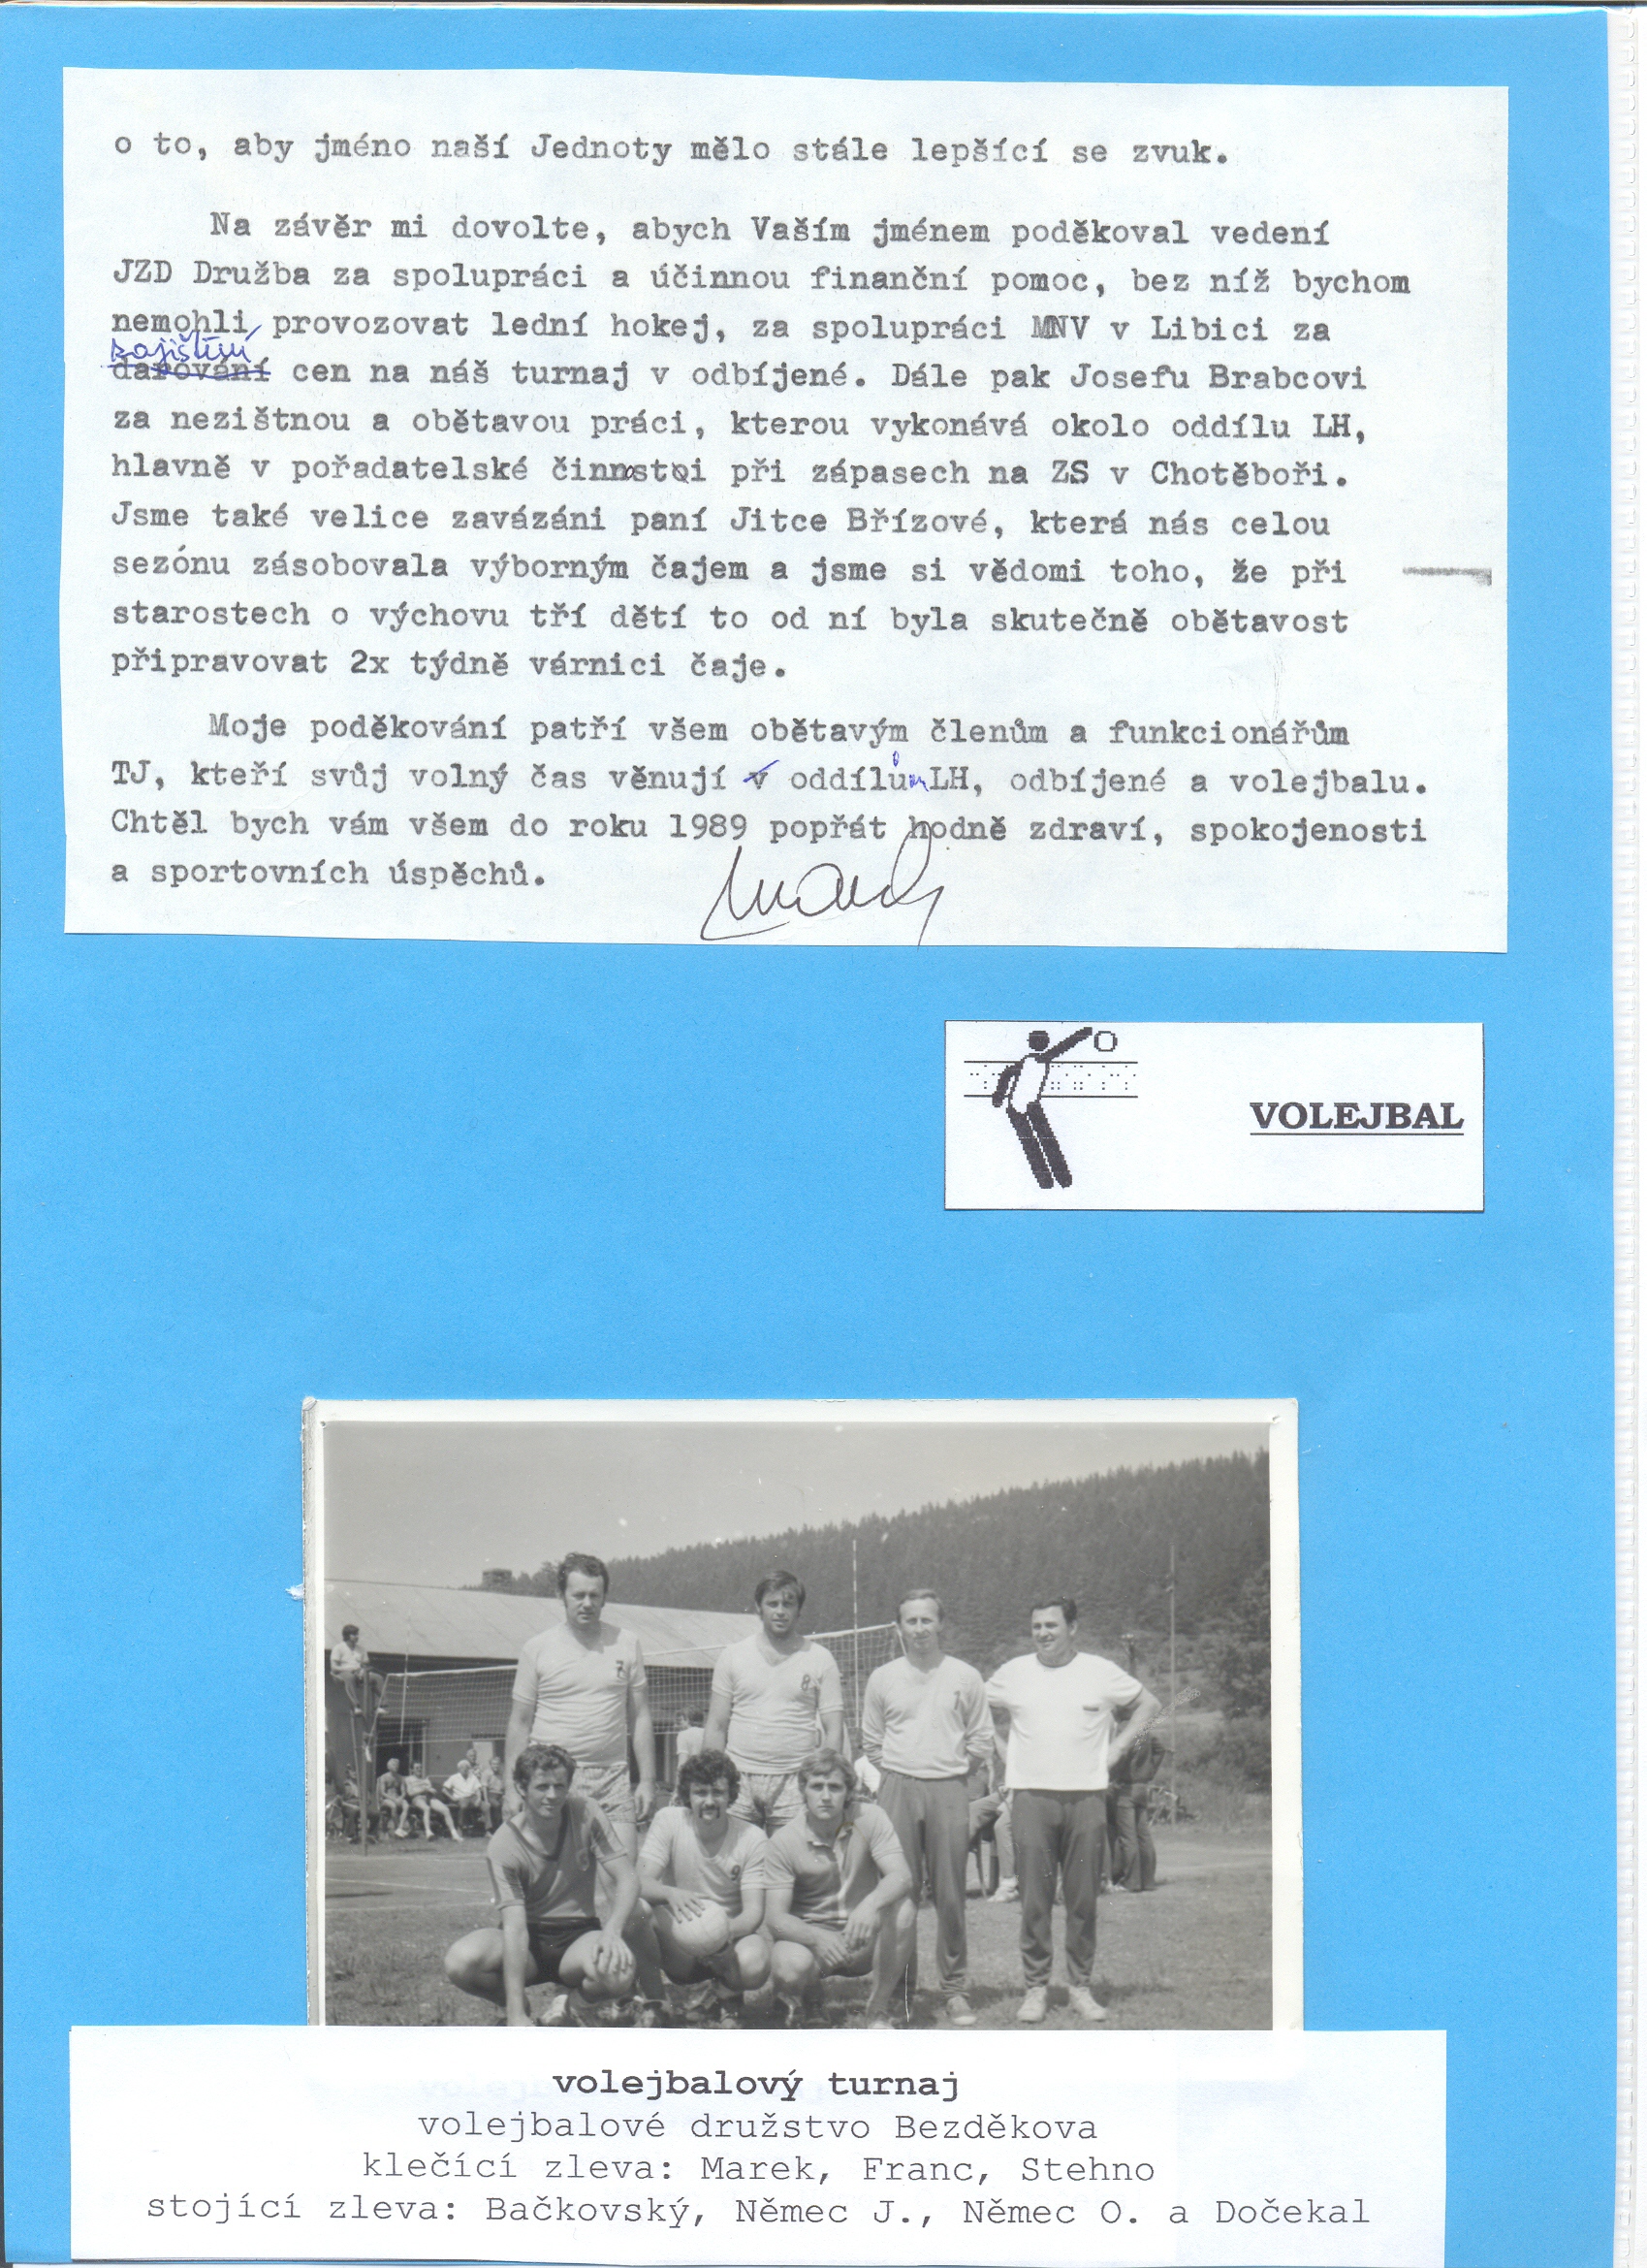 o to, aby jméno naší Jednoty mělo stále lepšící se zvuk.
Na závěr mi dovolte, abych Vaším jménem poděkoval vedení
JZD Družba za spolupráci a účinnou finanční pomoc, bez níž bychom
nemohli provozovat lední hokej, za spolupráci MNV v Libici za
zajištění
darování cen na náš turnaj v odbíjené. Dále pak Josefu Brabcovi
za nezištnou a obětavou práci, kterou vykonává okolo oddílu LH,
hlavně v pořadatelské činnosti při zápasech na ZS v Chotěboři.
Jsme také velice zavázáni paní Jitce Břízové, která nás celou
sezónu zásobovala výborným čajem a jsme si vědomi toho, že při
starostech o výchovu tří dětí to od ní byla skutečně obětavost
připravovat 2x týdně várnici čaje.
Moje poděkování patří všem obětavým členům a funkcionářům
TJ, kteří svůj volný čas věnují v oddílům LH, odbíjené a volejbalu.
Chtěl bych vám všem do roku 1989 popřát hodně zdraví, spokojenosti
a sportovních úspěchů.
VOLEJBAL
7
8
1
9
volejbalový turnaj
volejbalové družstvo Bezděkova
klečící zleva: Marek, Franc, Stehno
stojící zleva: Bačkovský, Němec J., Němec O. a Dočekal